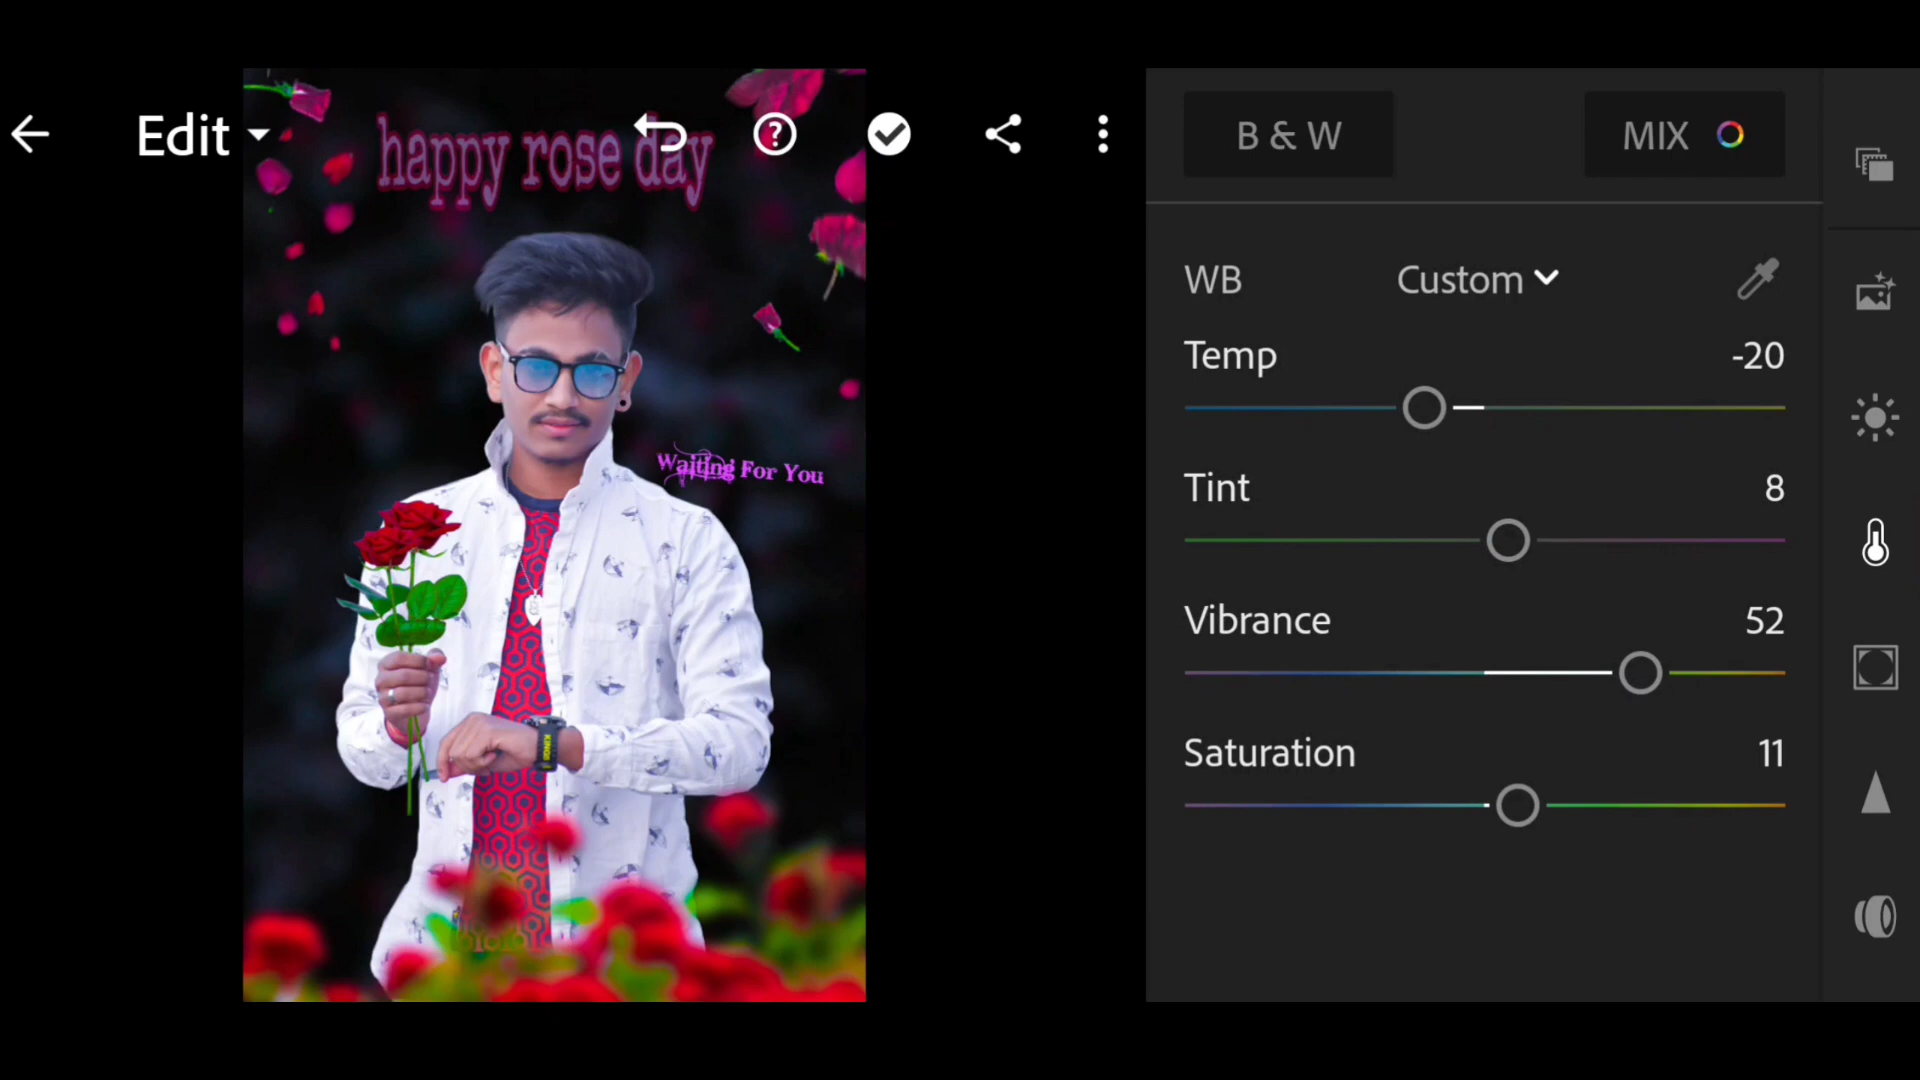 Edit
happy rose day
B & W
MIX
WB
Custom
Temp
-20
Tint
8
Waiting For You
Vibrance
52
Saturation
11